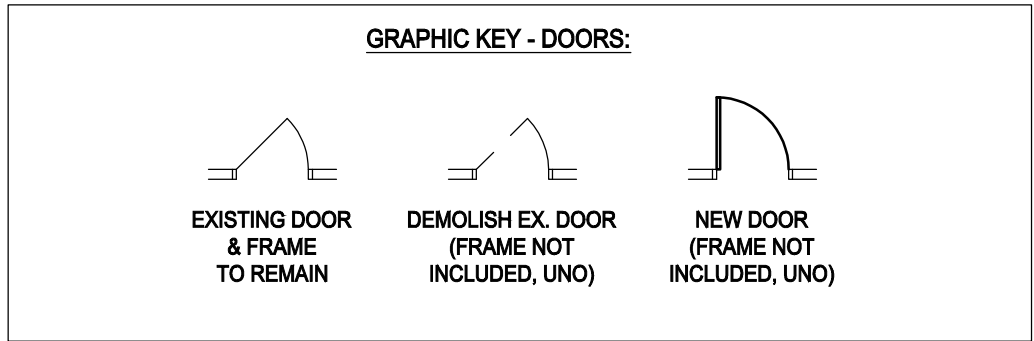 GRAPHIC KEY - DOORS:
EXISTING DOOR
& FRAME
TO REMAIN
DEMOLISH EX. DOOR
(FRAME NOT
INCLUDED, UNO)
NEW DOOR
(FRAME NOT
INCLUDED, UNO)